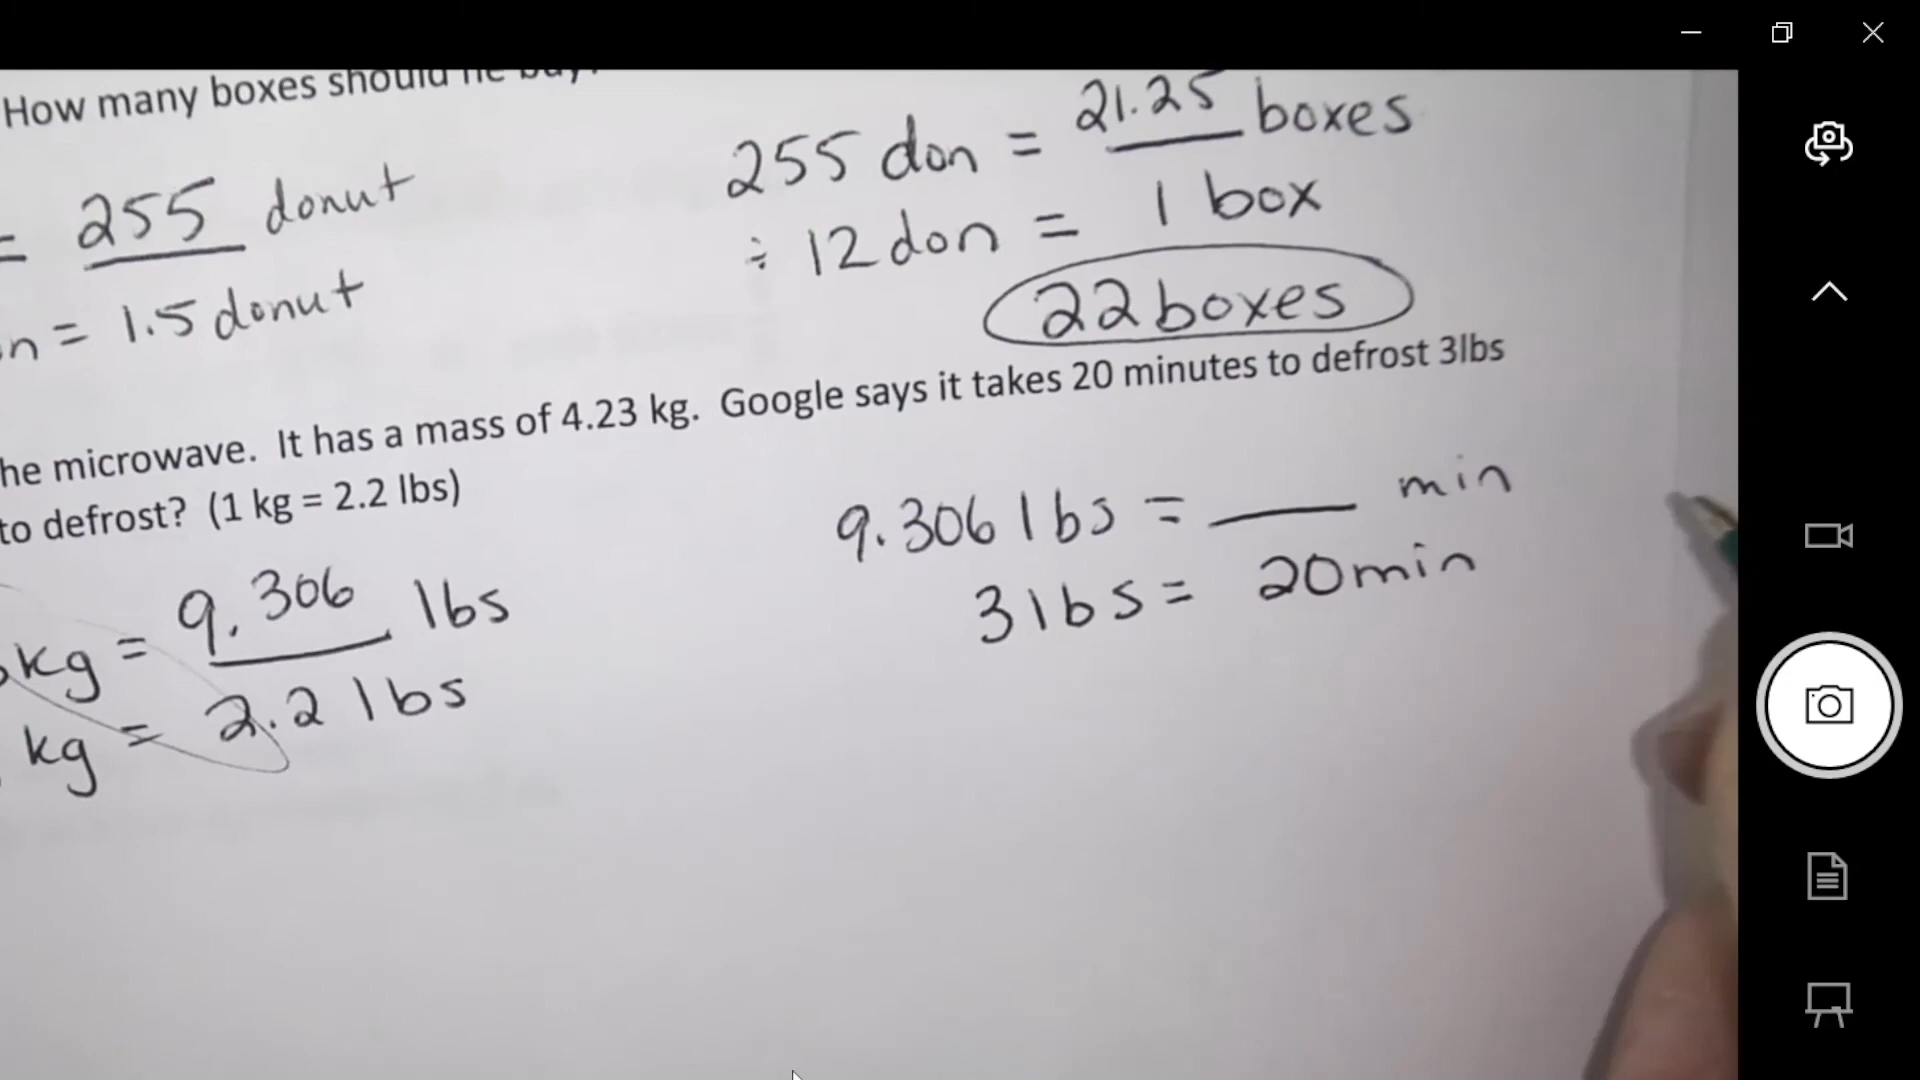 How many boxes should he buy?
= 255 donut
n = 1.5 donut
255 don = 21.25 boxes
÷ 12 don = 1 box
22 boxes
he microwave. It has a mass of 4.23 kg. Google says it takes 20 minutes to defrost 3lbs
to defrost? (1 kg = 2.2 lbs)
kg = 9.306 lbs
kg = 2.2 lbs
9.306 lbs = ____ min
3 lbs = 20 min